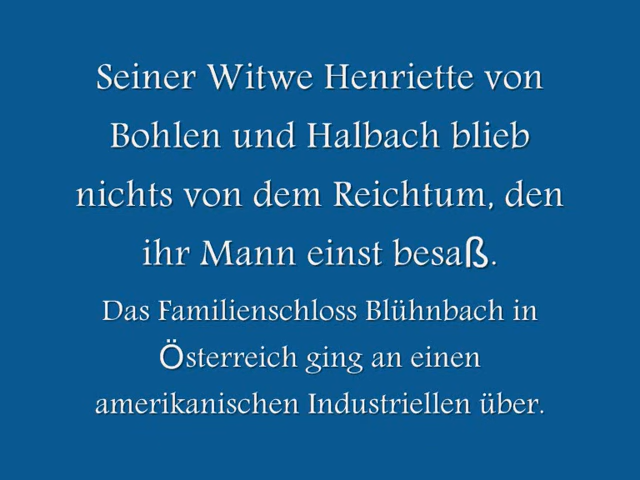 Seiner Witwe Henriette von
Bohlen und Halbach blieb
nichts von dem Reichtum, den
ihr Mann einst besaß.
Das Familienschloss Blühnbach in
Österreich ging an einen
amerikanischen Industriellen über.